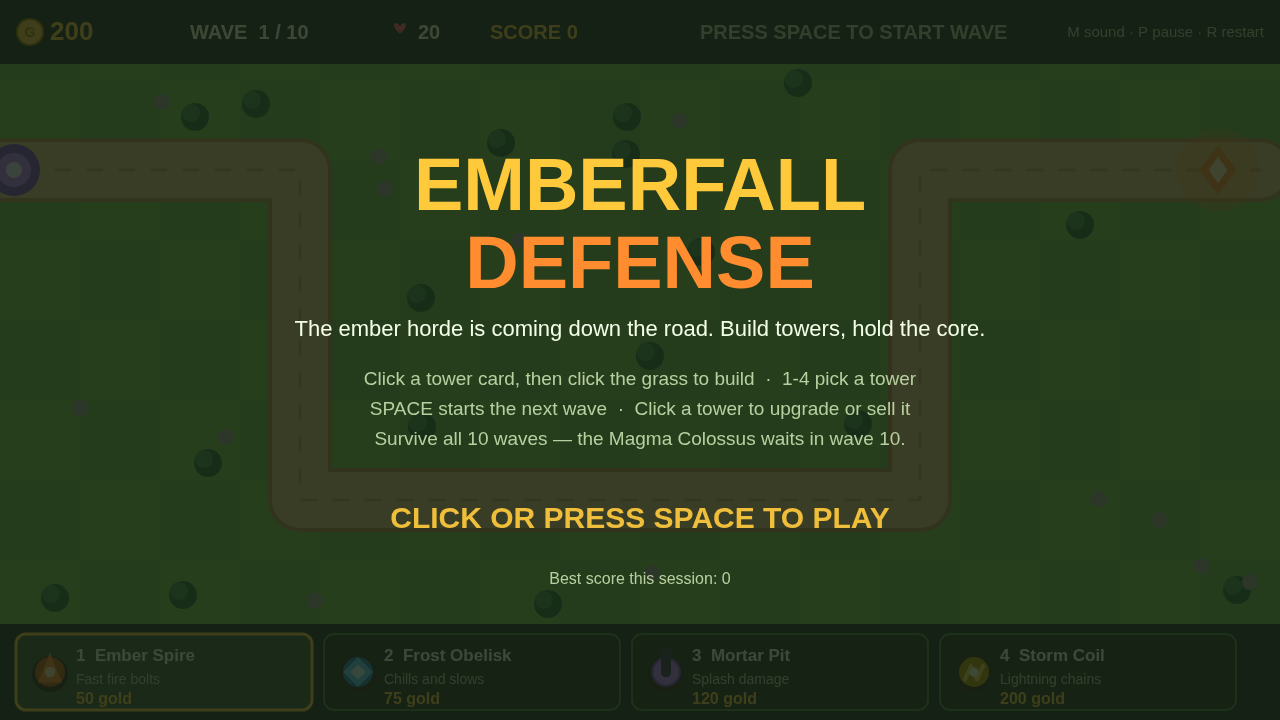 G 200 WAVE 1 / 10 20 SCORE 0 PRESS SPACE TO START WAVE M sound · P pause · R restart
EMBERFALL
DEFENSE
The ember horde is coming down the road. Build towers, hold the core.
Click a tower card, then click the grass to build · 1-4 pick a tower
SPACE starts the next wave · Click a tower to upgrade or sell it
Survive all 10 waves — the Magma Colossus waits in wave 10.
CLICK OR PRESS SPACE TO PLAY
Best score this session: 0
1 Ember Spire
Fast fire bolts
50 gold
2 Frost Obelisk
Chills and slows
75 gold
3 Mortar Pit
Splash damage
120 gold
4 Storm Coil
Lightning chains
200 gold